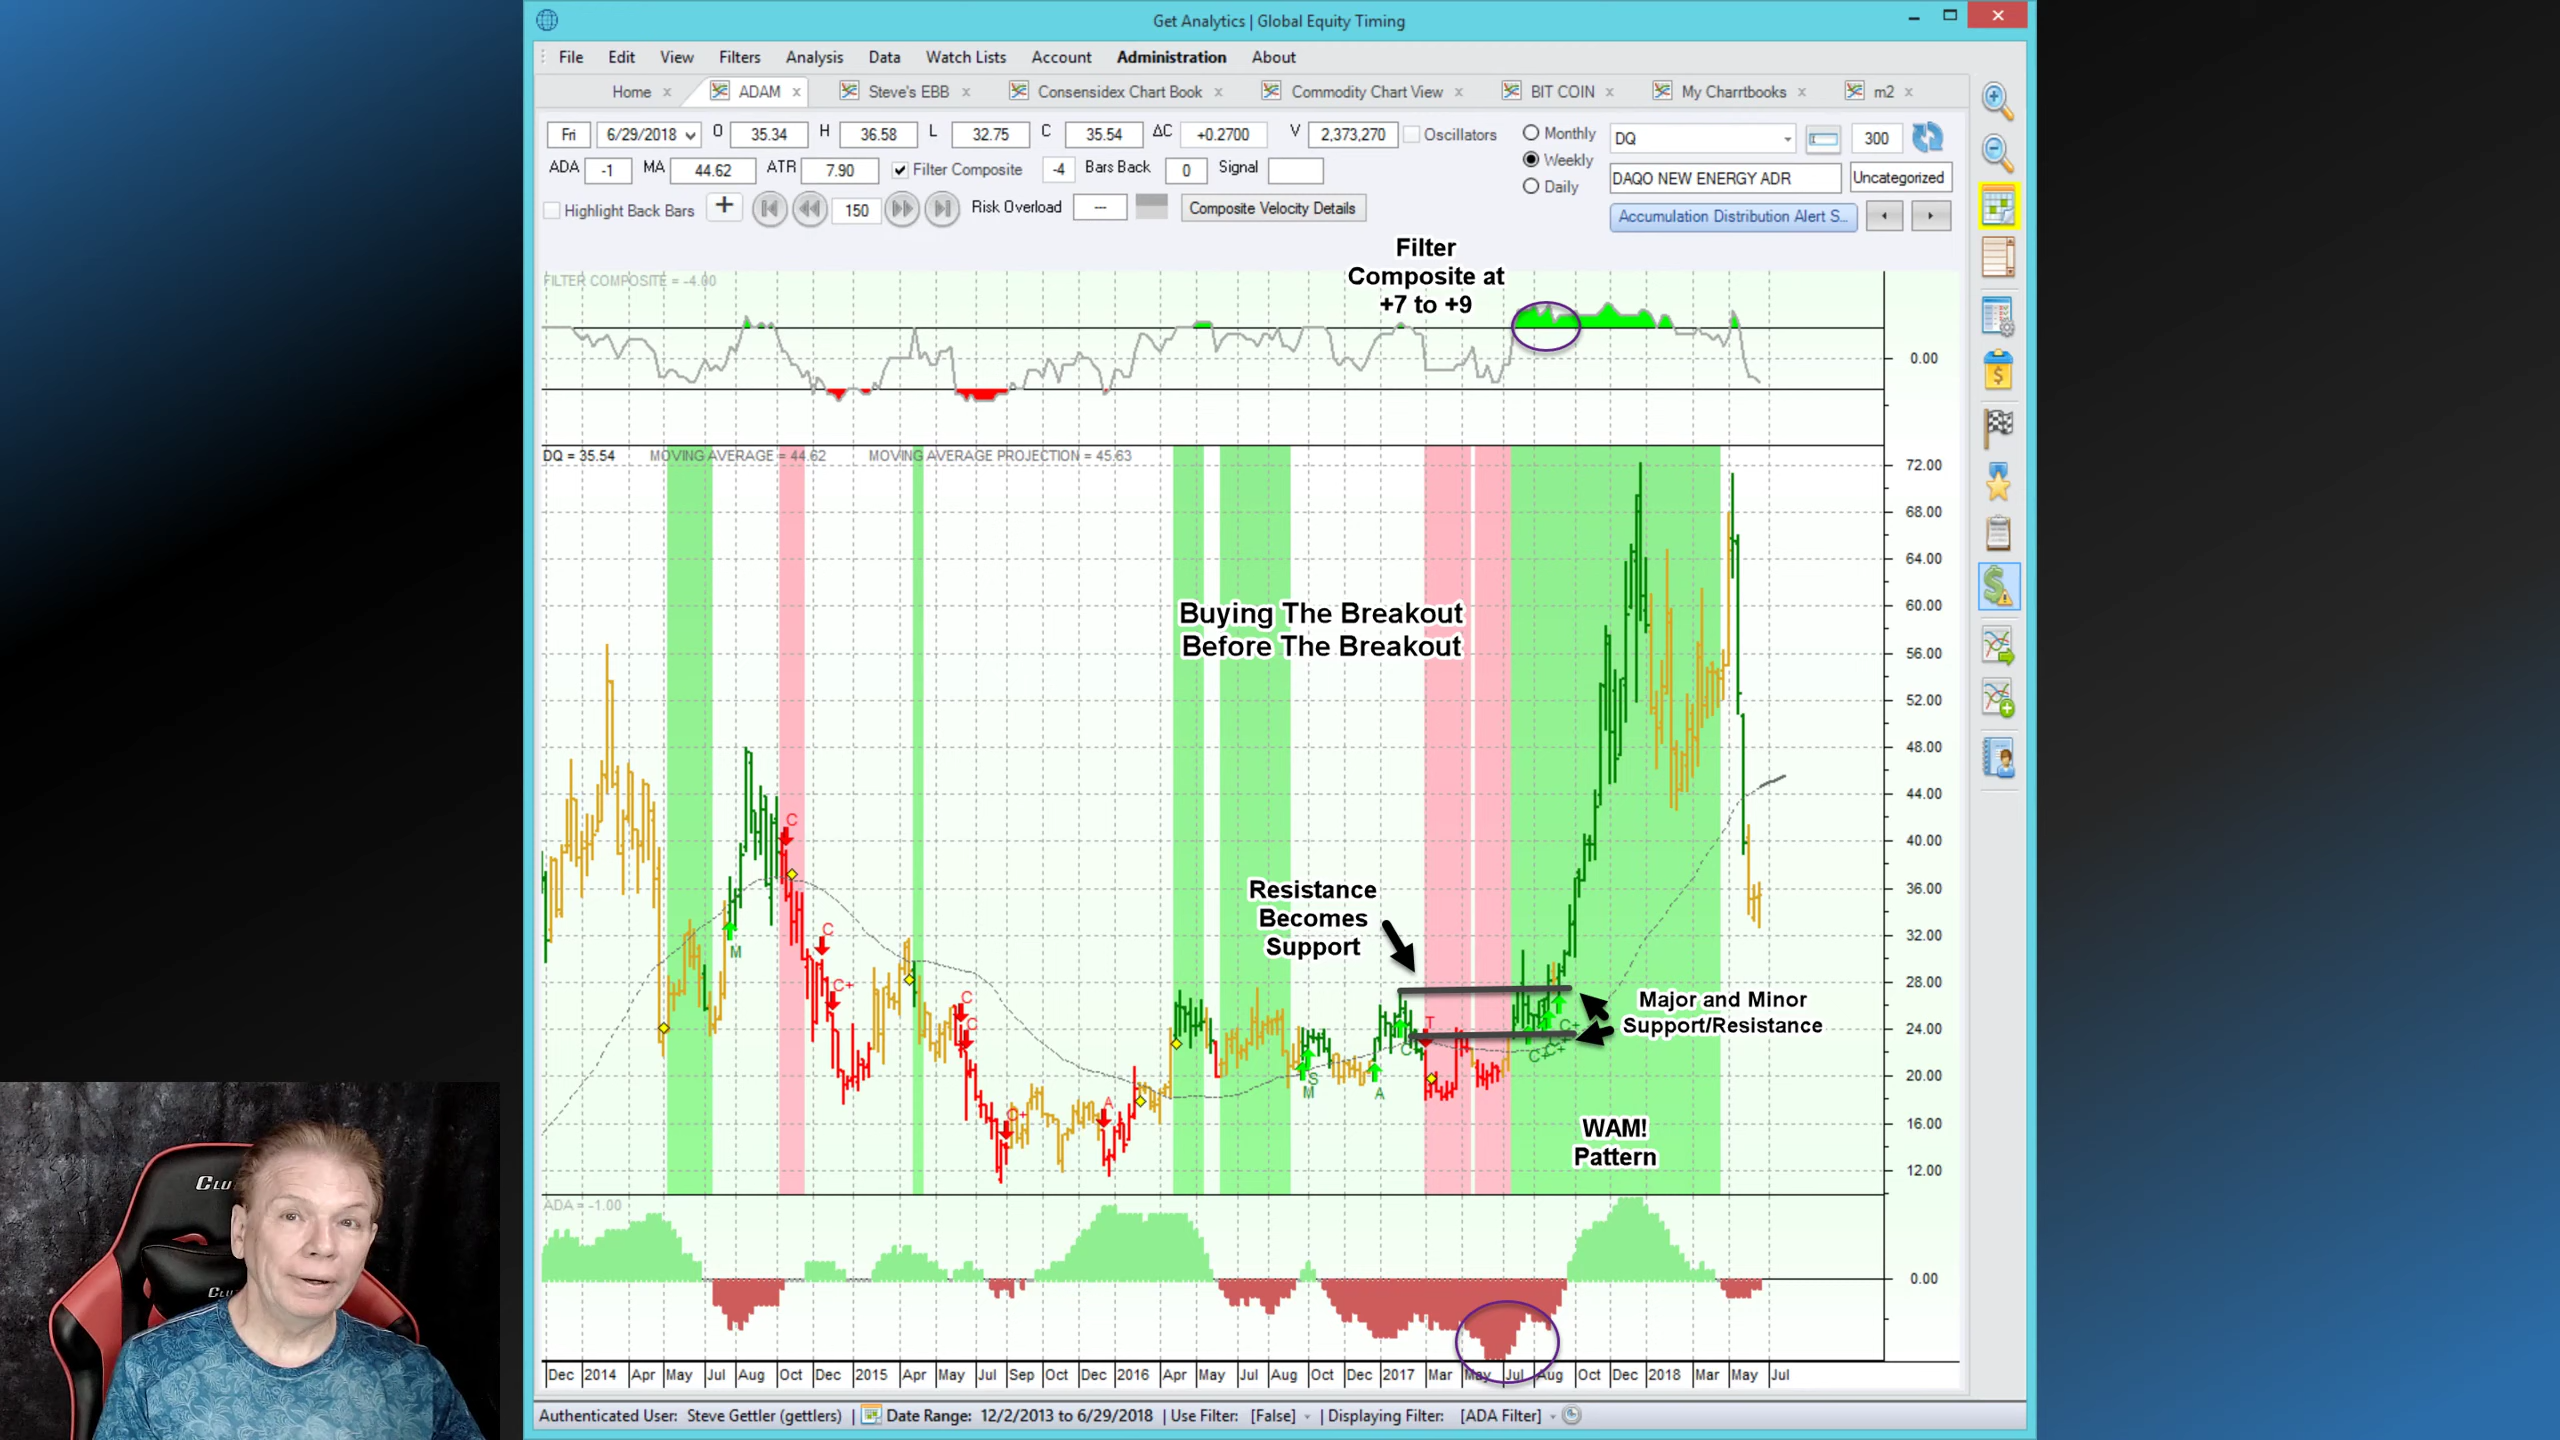 Get Analytics | Global Equity Timing
File Edit View Filters Analysis Data Watch Lists Account Administration About
Home ADAM Steve's EBB Consensidex Chart Book Commodity Chart View BIT COIN My Charrtbooks m2
Fri 6/29/2018 O 35.34 H 36.58 L 32.75 C 35.54 ΔC +0.2700 V 2,373,270 Oscillators Monthly DQ 300
ADA -1 MA 44.62 ATR 7.90 Filter Composite -4 Bars Back 0 Signal Weekly DAQO NEW ENERGY ADR Uncategorized
Highlight Back Bars 150 Risk Overload --- Composite Velocity Details Daily Accumulation Distribution Alert S...
Filter
Composite at
+7 to +9
FILTER COMPOSITE = -4.00
0.00
DQ = 35.54 MOVING AVERAGE = 44.62 MOVING AVERAGE PROJECTION = 45.63
72.00
68.00
64.00
60.00
56.00
52.00
48.00
44.00
40.00
36.00
32.00
28.00
24.00
20.00
16.00
12.00
Buying The Breakout
Before The Breakout
Resistance
Becomes
Support
Major and Minor
Support/Resistance
WAM!
Pattern
C
M
C
C+
C
C
C+
A
S
M
A
C
T
C+
C+
C+
ADA = -1.00
0.00
Dec 2014 Apr May Jul Aug Oct Dec 2015 Apr May Jul Sep Oct Dec 2016 Apr May Jul Aug Oct Dec 2017 Mar May Jul Aug Oct Dec 2018 Mar May Jul
Authenticated User: Steve Gettler (gettlers) | Date Range: 12/2/2013 to 6/29/2018 | Use Filter: [False] | Displaying Filter: [ADA Filter]